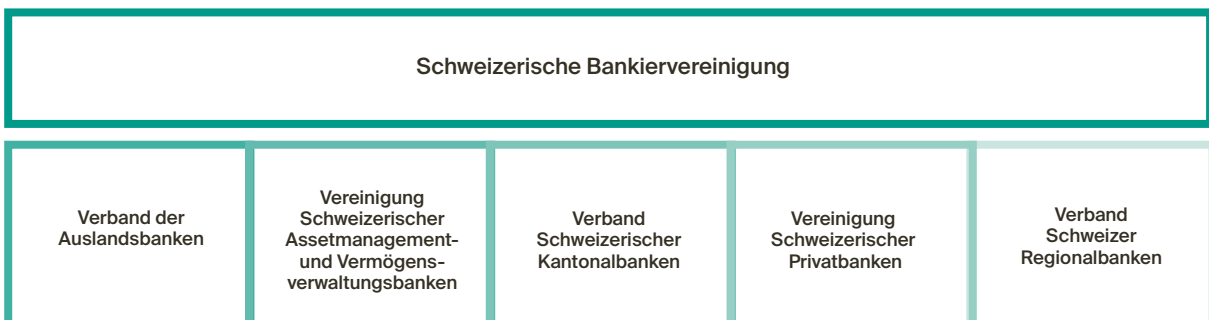 Schweizerische Bankiervereinigung
Verband der
Auslandsbanken
Vereinigung
Schweizerischer
Assetmanagement-
und Vermögens-
verwaltungsbanken
Verband
Schweizerischer
Kantonalbanken
Vereinigung
Schweizerischer
Privatbanken
Verband
Schweizer
Regionalbanken